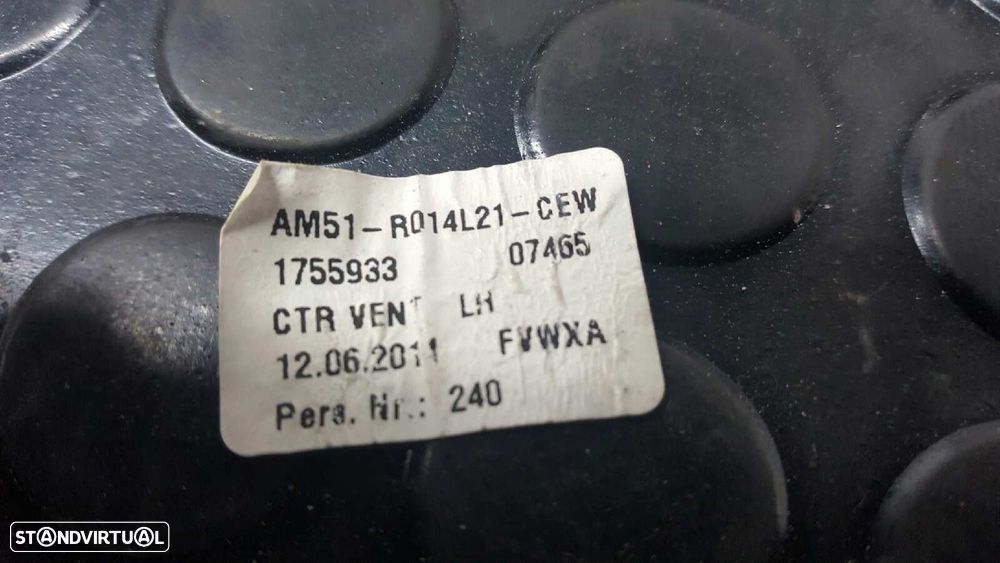 AM51-R014L21-CEW
1755933 07465
CTR VENT LH
12.06.2011 FVWXA
Pers. Nr.: 240
STANDVIRTUAL